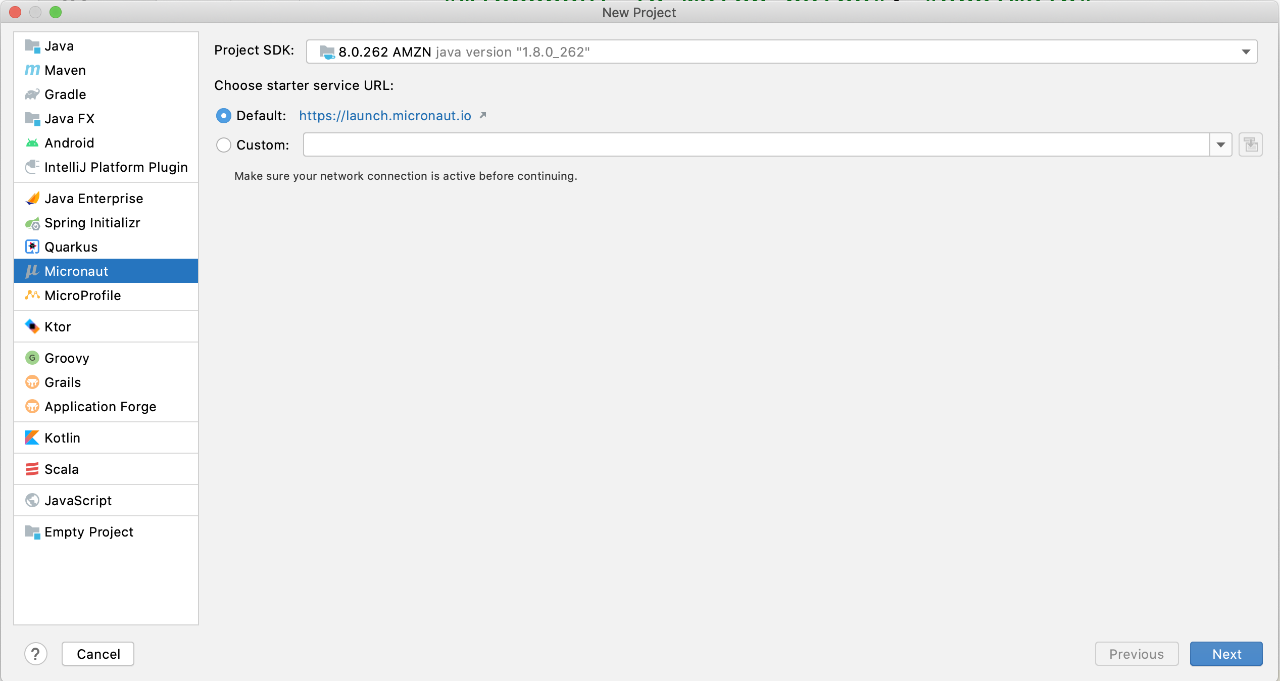 New Project
Java
Maven
Gradle
Java FX
Android
IntelliJ Platform Plugin
Java Enterprise
Spring Initializr
Quarkus
Micronaut
MicroProfile
Ktor
Groovy
Grails
Application Forge
Kotlin
Scala
JavaScript
Empty Project
Project SDK: 8.0.262 AMZN java version "1.8.0_262"
Choose starter service URL:
Default: https://launch.micronaut.io ↗
Custom:
Make sure your network connection is active before continuing.
? Cancel Previous Next